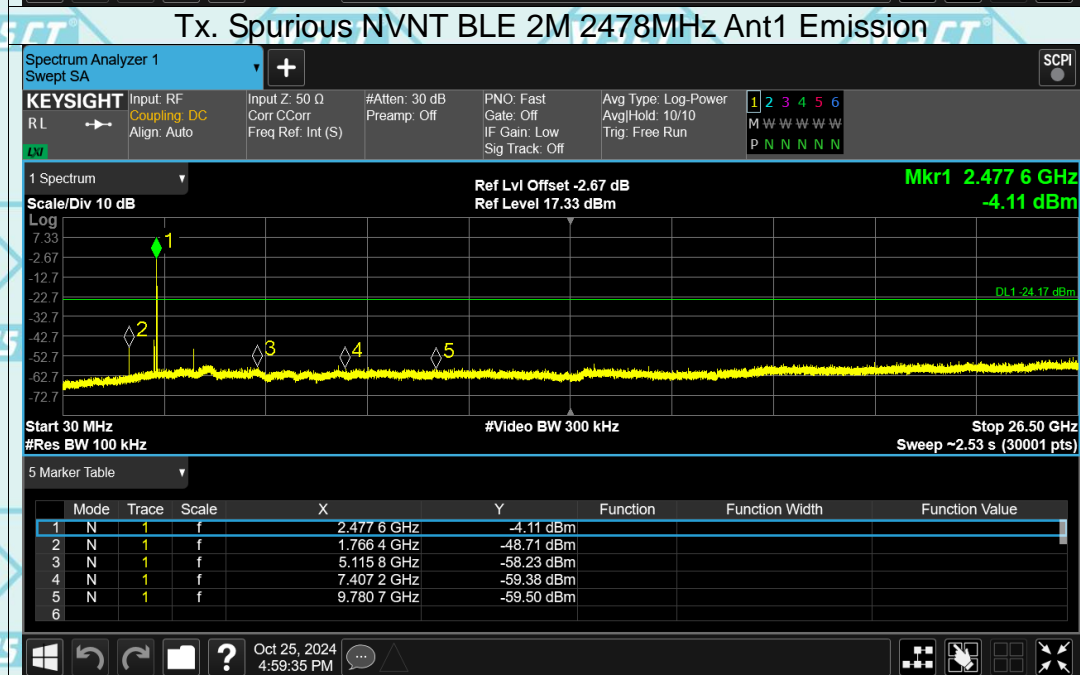 Tx. Spurious NVNT BLE 2M 2478MHz Ant1 Emission
Spectrum Analyzer 1
Swept SA
+
SCPI
KEYSIGHT
RL
LXI
Input: RF
Coupling: DC
Align: Auto
Input Z: 50 Ω
Corr CCorr
Freq Ref: Int (S)
#Atten: 30 dB
Preamp: Off
PNO: Fast
Gate: Off
IF Gain: Low
Sig Track: Off
Avg Type: Log-Power
Avg|Hold: 10/10
Trig: Free Run
1 2 3 4 5 6
M W W W W W
P N N N N N
1 Spectrum
Scale/Div 10 dB
Ref Lvl Offset -2.67 dB
Ref Level 17.33 dBm
Mkr1 2.477 6 GHz
-4.11 dBm
Log
7.33
-2.67
-12.7
-22.7
-32.7
-42.7
-52.7
-62.7
-72.7
1
2
3
4
5
DL1 -24.17 dBm
Start 30 MHz
#Video BW 300 kHz
Stop 26.50 GHz
#Res BW 100 kHz
Sweep ~2.53 s (30001 pts)
5 Marker Table
Mode Trace Scale X Y Function Function Width Function Value
1 N 1 f 2.477 6 GHz -4.11 dBm
2 N 1 f 1.766 4 GHz -48.71 dBm
3 N 1 f 5.115 8 GHz -58.23 dBm
4 N 1 f 7.407 2 GHz -59.38 dBm
5 N 1 f 9.780 7 GHz -59.50 dBm
6
?
Oct 25, 2024
4:59:35 PM